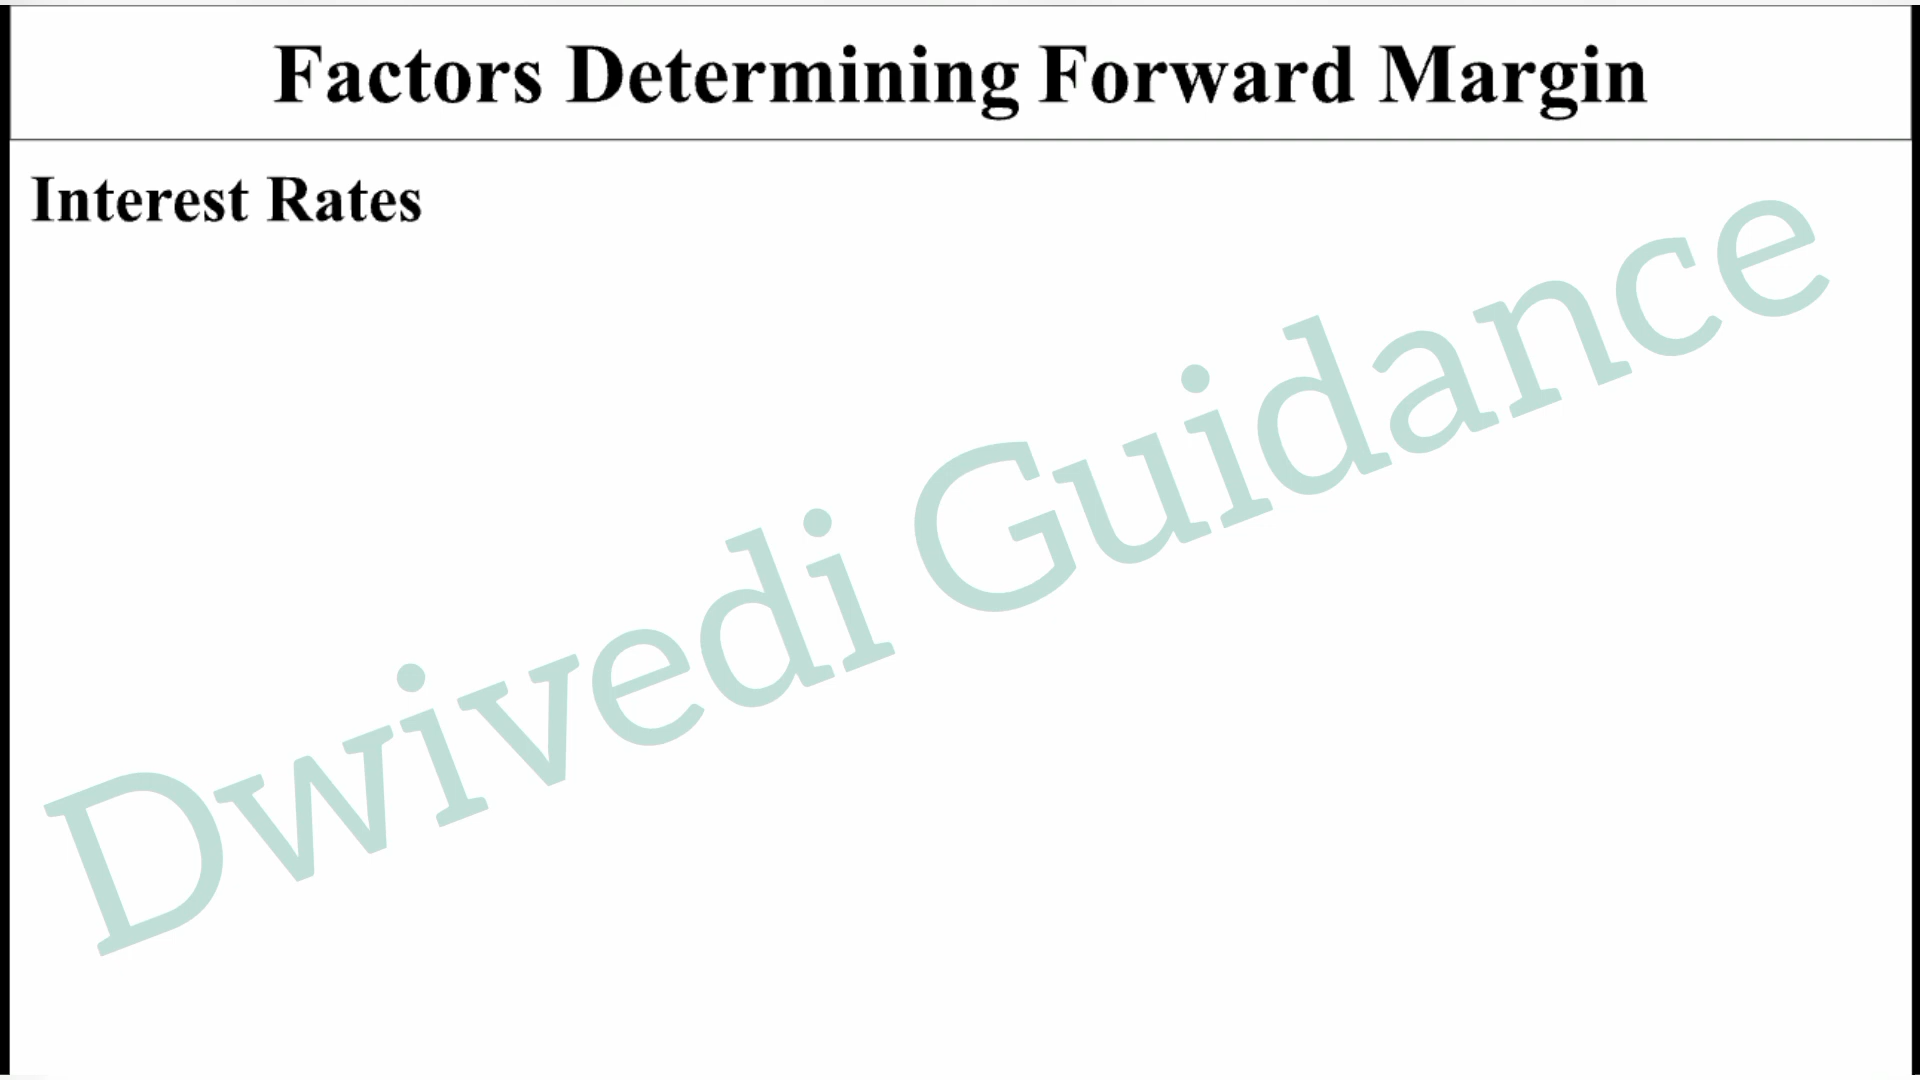 Factors Determining Forward Margin
Interest Rates
Dwivedi Guidance